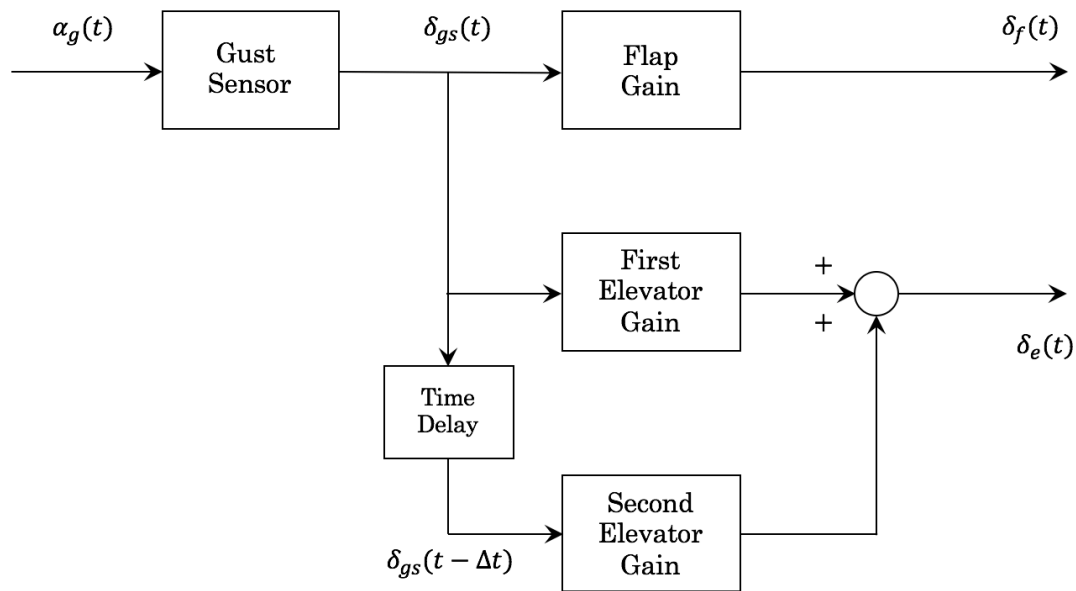 α_g(t)
Gust
Sensor
δ_gs(t)
Flap
Gain
δ_f(t)
First
Elevator
Gain
+
+
δ_e(t)
Time
Delay
δ_gs(t − Δt)
Second
Elevator
Gain